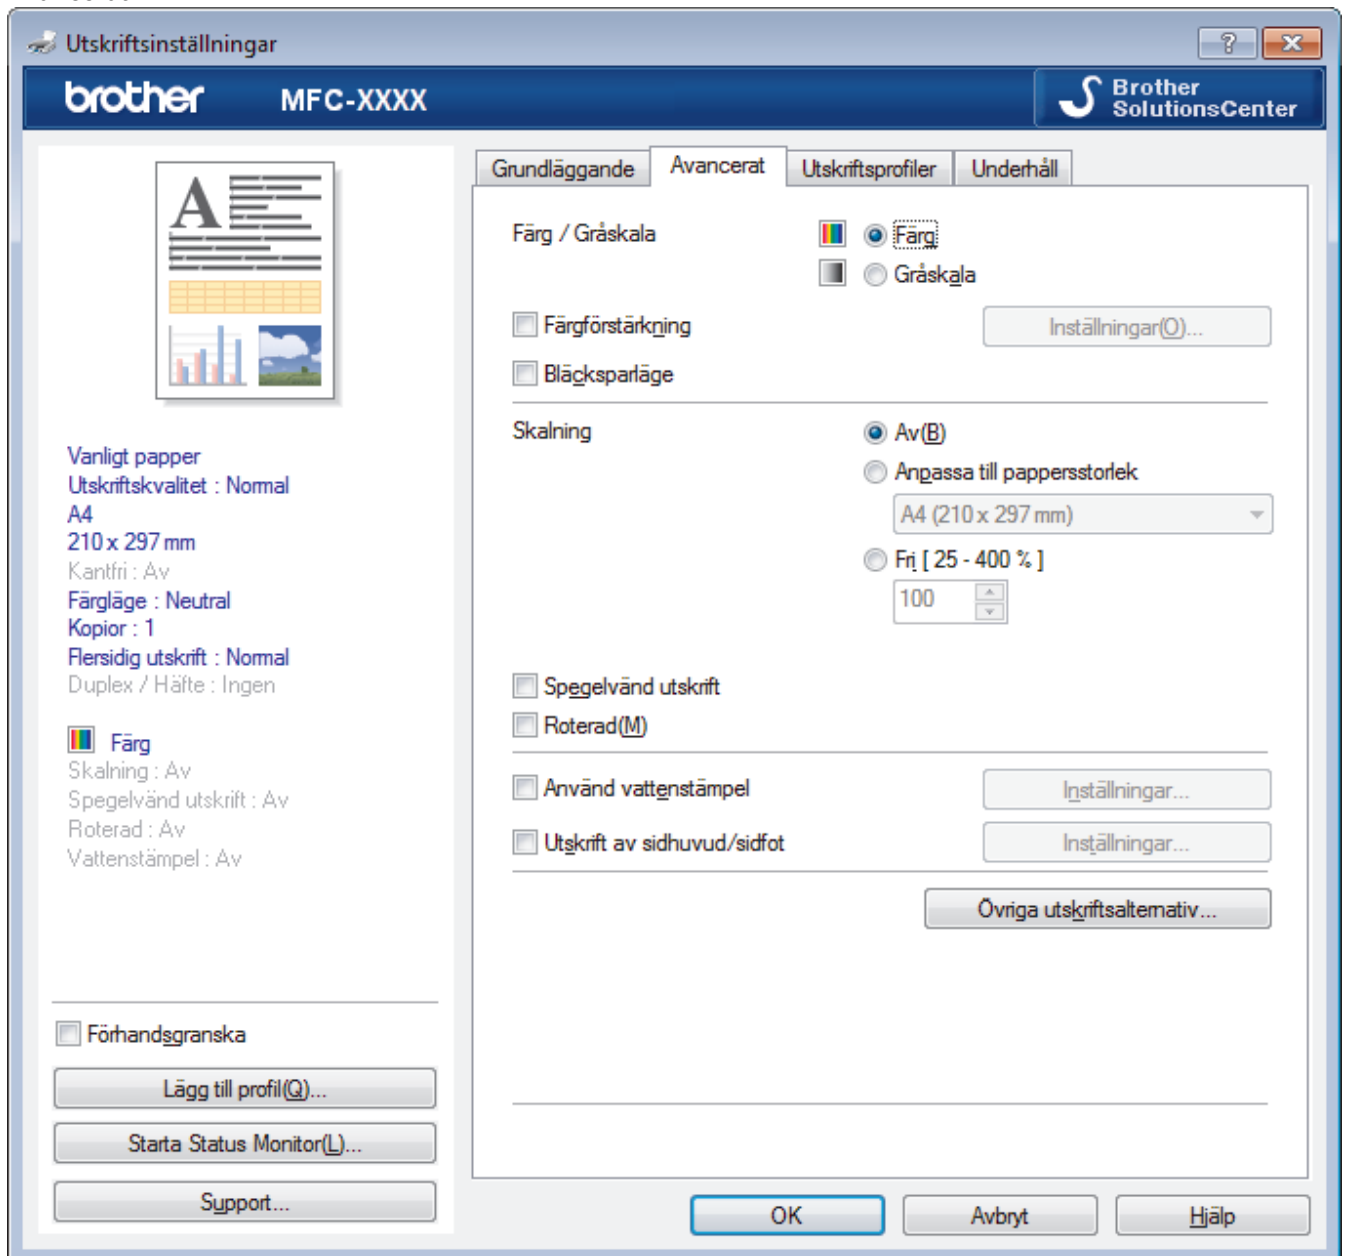 Utskriftsinställningar
brother MFC-XXXX
Brother
SolutionsCenter
A
Vanligt papper
Utskriftskvalitet : Normal
A4
210 x 297 mm
Kantfri : Av
Färgläge : Neutral
Kopior : 1
Flersidig utskrift : Normal
Duplex / Häfte : Ingen
Färg
Skalning : Av
Spegelvänd utskrift : Av
Roterad : Av
Vattenstämpel : Av
Förhandsgranska
Lägg till profil(Q)...
Starta Status Monitor(L)...
Support...
Grundläggande Avancerat Utskriftsprofiler Underhåll
Färg / Gråskala Färg
Gråskala
Färgförstärkning Inställningar(O)...
Bläcksparläge
Skalning Av(B)
Anpassa till pappersstorlek
A4 (210 x 297 mm)
Fri [ 25 - 400 % ]
100
Spegelvänd utskrift
Roterad(M)
Använd vattenstämpel Inställningar...
Utskrift av sidhuvud/sidfot Inställningar...
Övriga utskriftsalternativ...
OK Avbryt Hjälp